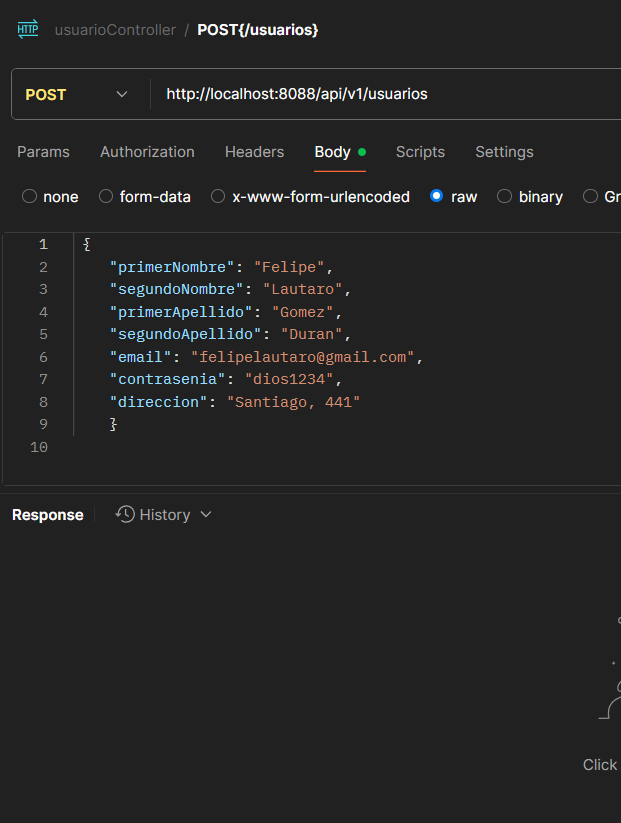 HTTP usuarioController / POST{/usuarios}
POST http://localhost:8088/api/v1/usuarios
Params Authorization Headers Body Scripts Settings
none form-data x-www-form-urlencoded raw binary Gr
1 {
2 "primerNombre": "Felipe",
3 "segundoNombre": "Lautaro",
4 "primerApellido": "Gomez",
5 "segundoApellido": "Duran",
6 "email": "felipelautaro@gmail.com",
7 "contrasenia": "dios1234",
8 "direccion": "Santiago, 441"
9 }
10
Response History
Click